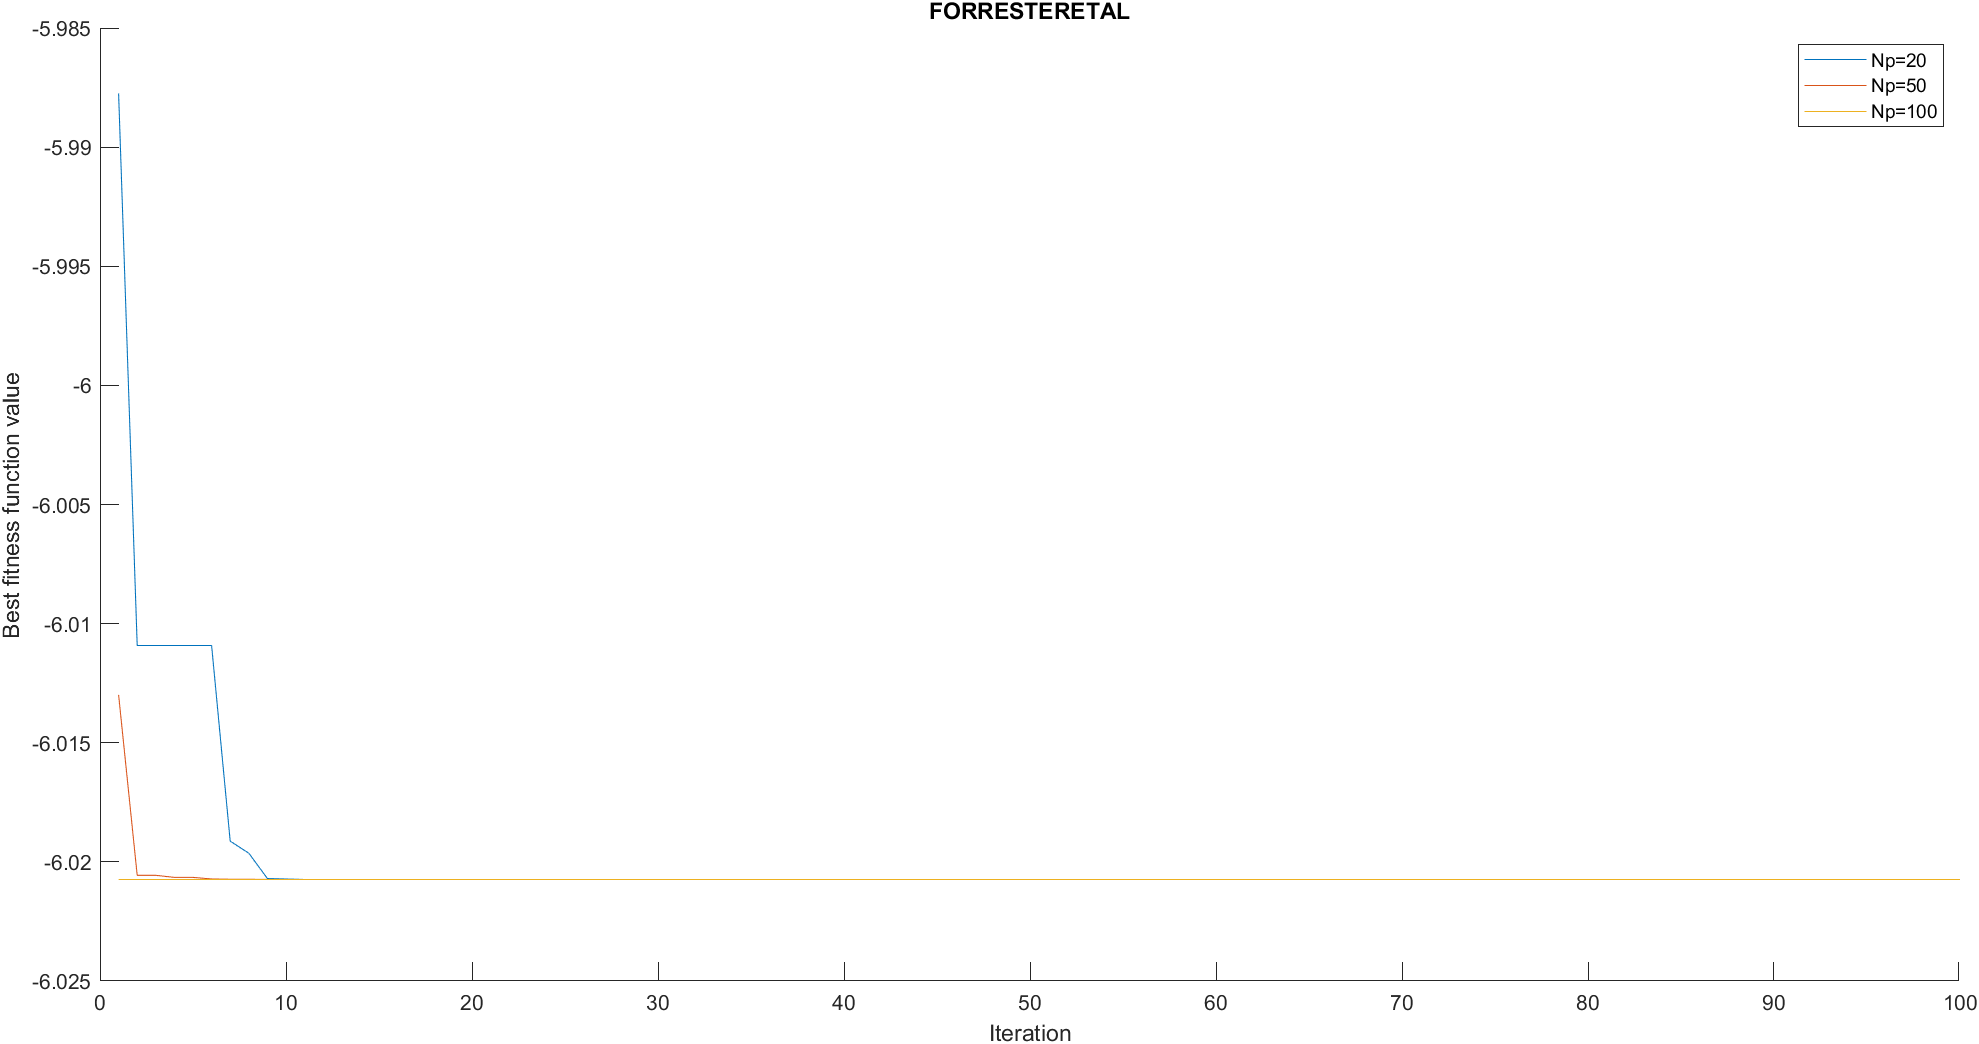 FORRESTERETAL
Np=20
Np=50
Np=100
-5.985
-5.99
-5.995
-6
-6.005
-6.01
-6.015
-6.02
-6.025
Best fitness function value
0 10 20 30 40 50 60 70 80 90 100
Iteration